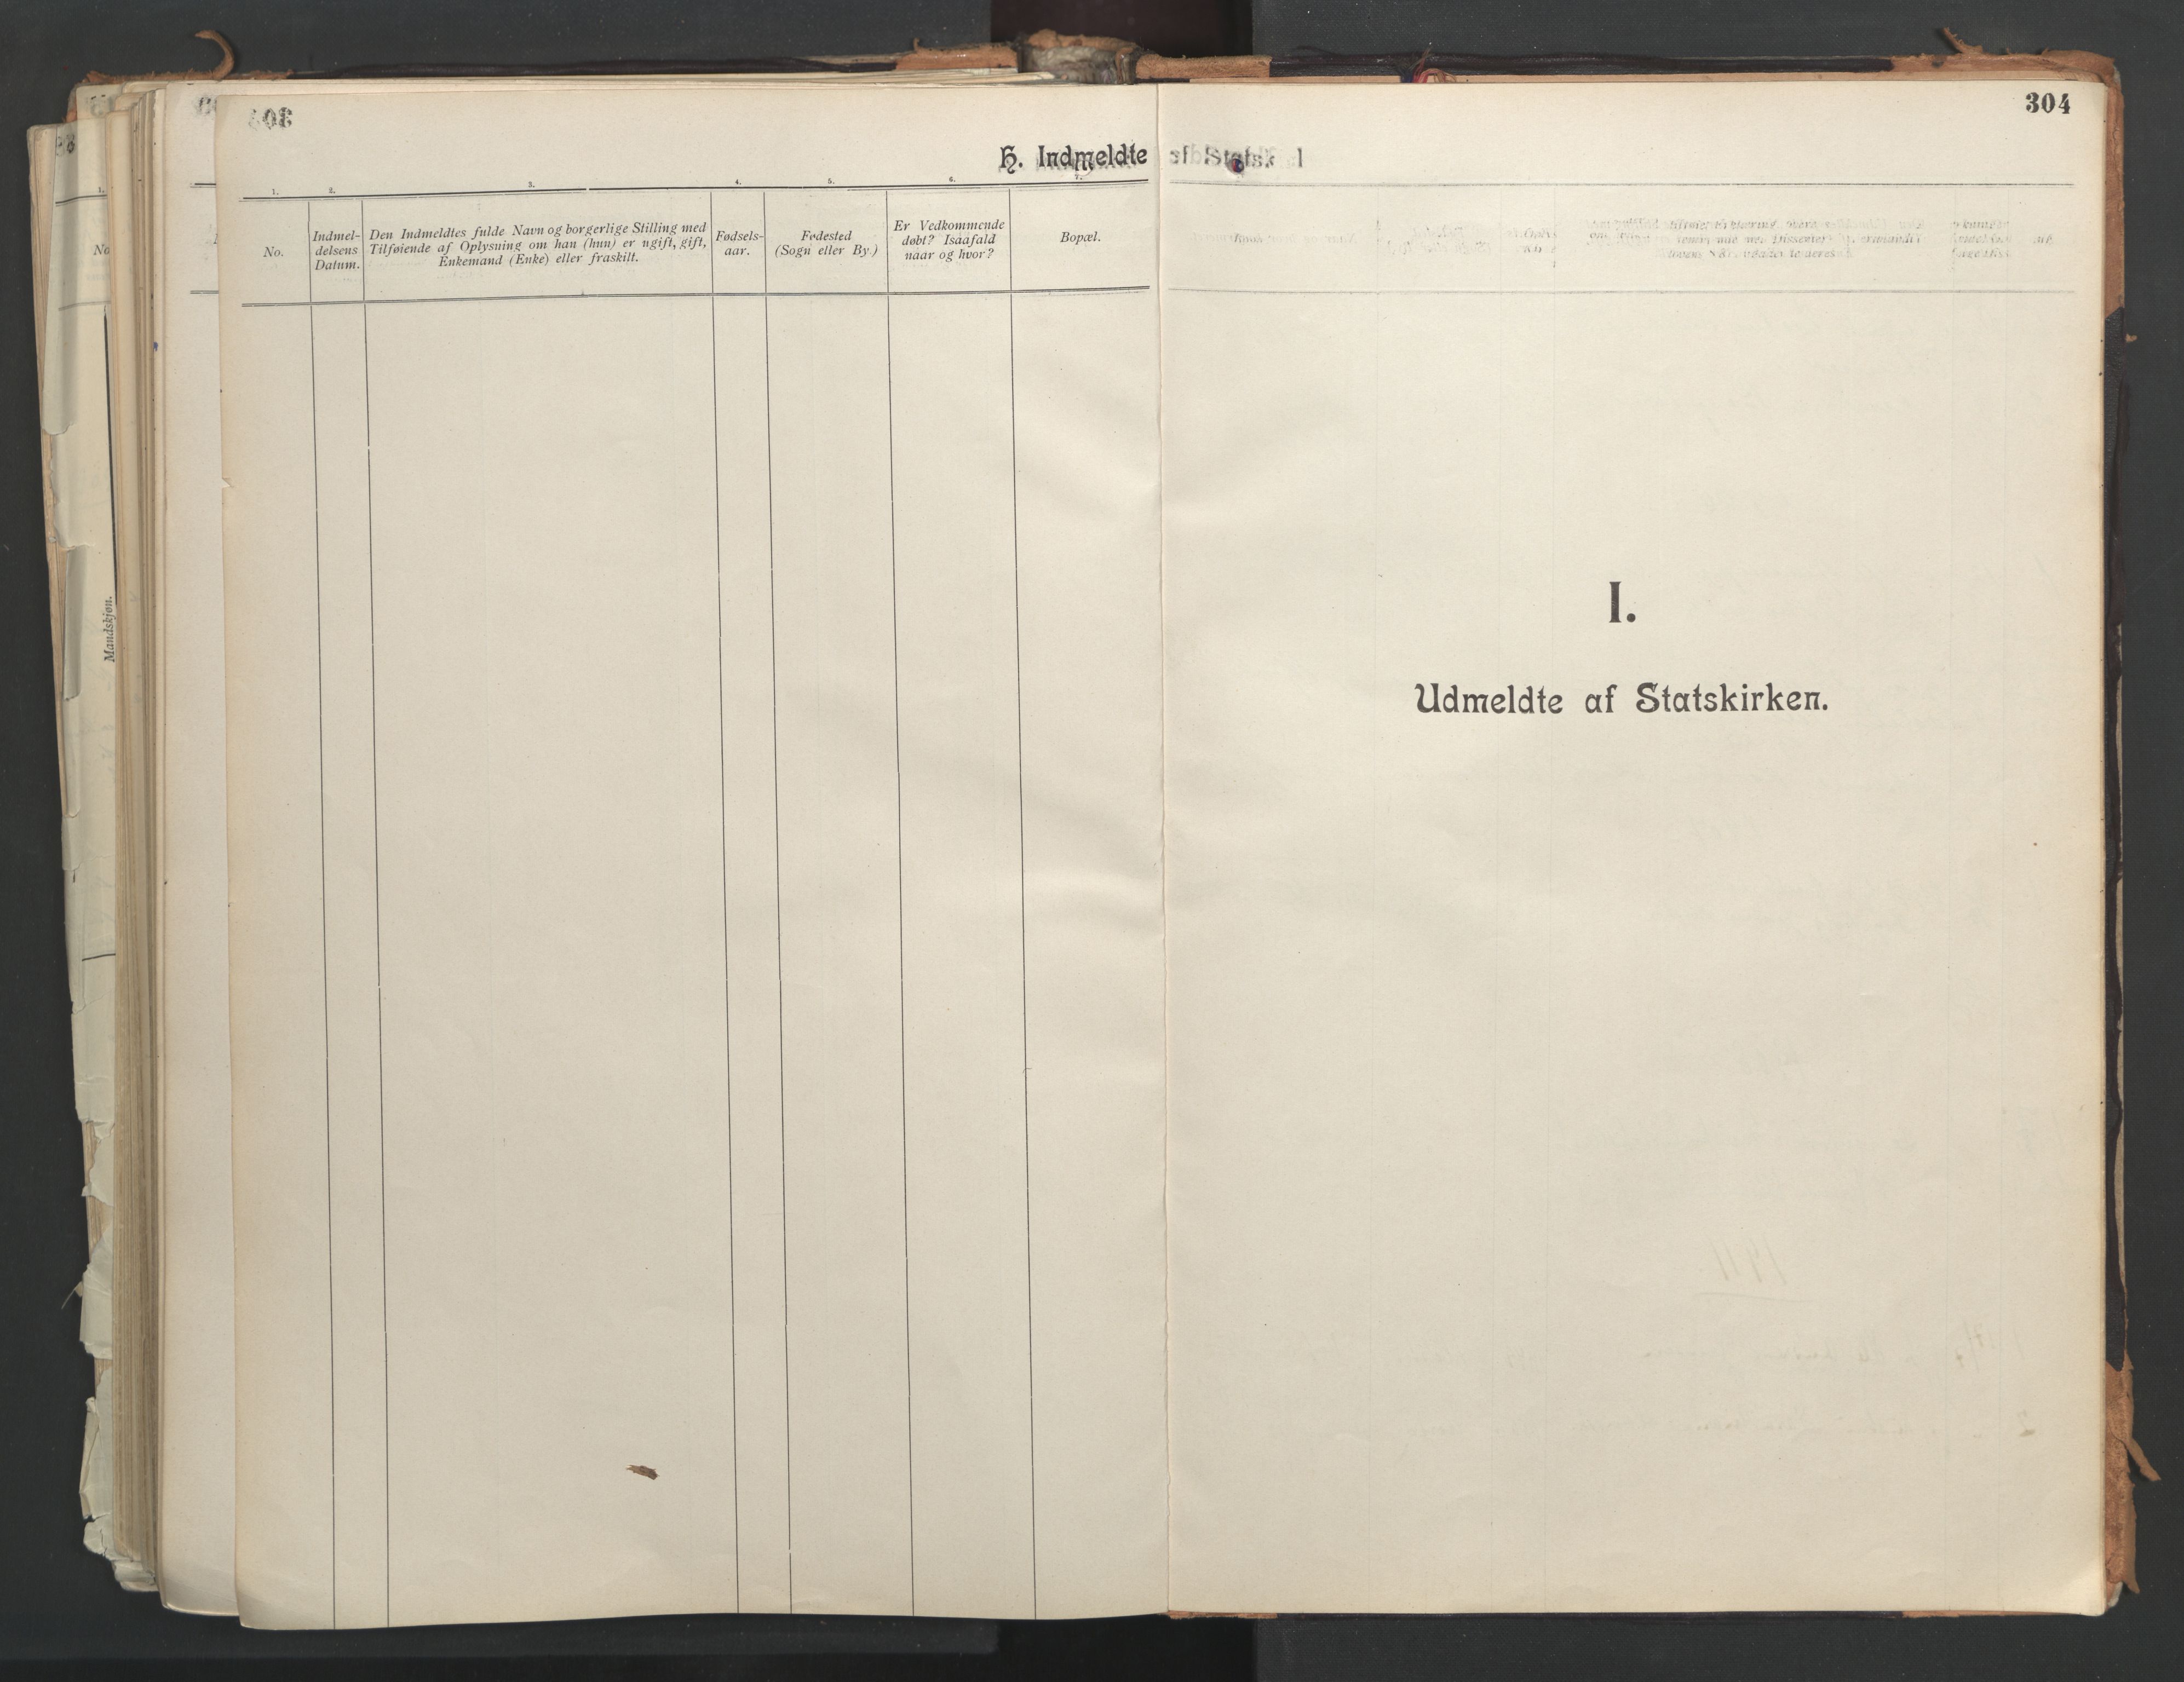 H. Indmeldte
1. 2. 3. 4. 5. 6. 7.
No.
Indmel-
delsens
Datum.
Den Indmeldtes fulde Navn og borgerlige Stilling med
Tilføiende af Oplysning om han (hun) er ugift, gift,
Enkemand (Enke) eller fraskilt.
Fødsels-
aar.
Fødested
(Sogn eller By.)
Er Vedkommende
døbt? Isaafald
naar og hvor?
Bopæl.
Mandskjøn.
304
I.
Udmeldte af Statskirken.